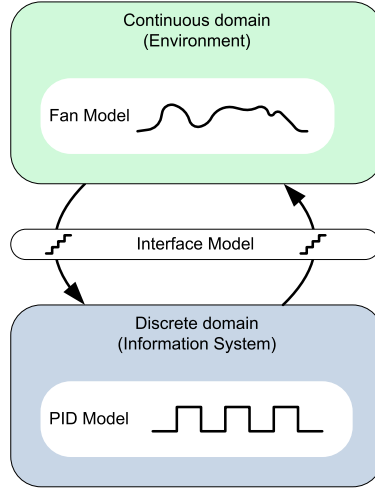 Continuous domain
(Environment)
Fan Model
Interface Model
Discrete domain
(Information System)
PID Model